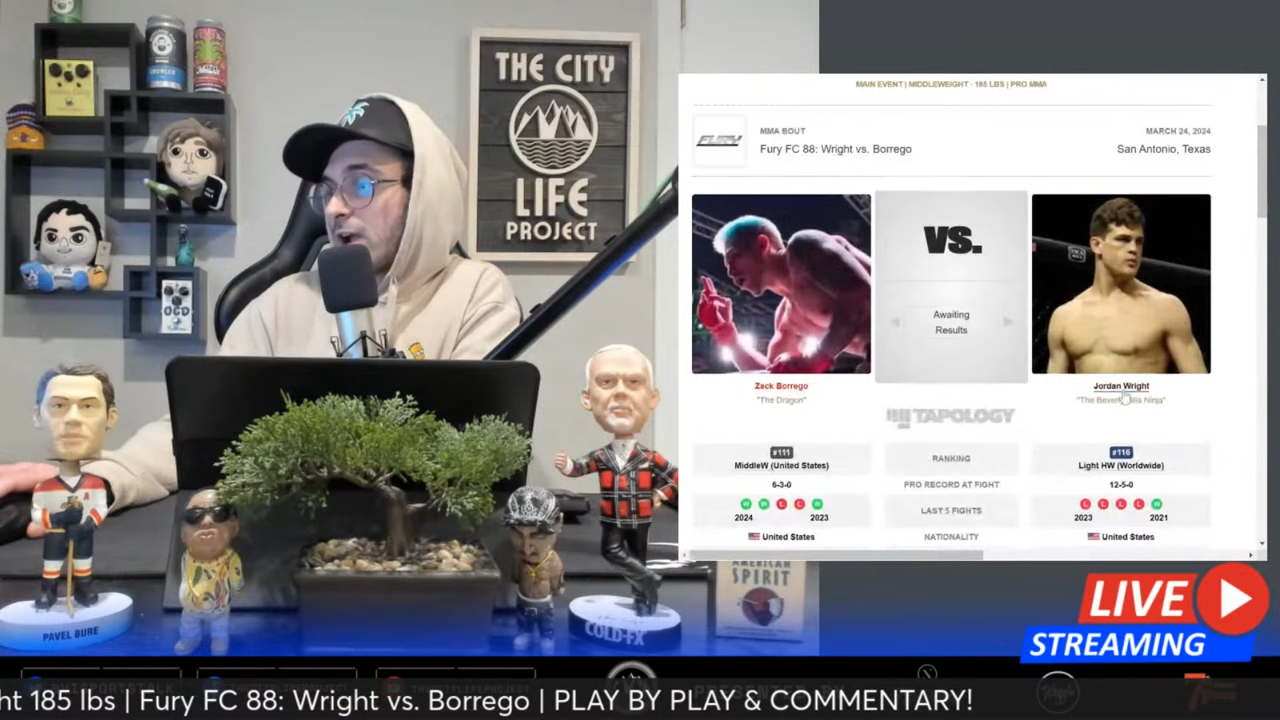 THE CITY
LIFE
PROJECT
OCD
PAVEL BURE
COLD-FX
AMERICAN
SPIRIT
MAIN EVENT | MIDDLEWEIGHT · 185 LBS | PRO MMA
FURY
MMA BOUT
Fury FC 88: Wright vs. Borrego
MARCH 24, 2024
San Antonio, Texas
VS.
Awaiting
Results
Zack Borrego
"The Dragon"
Jordan Wright
TAPOLOGY
#111
MiddleW (United States)
RANKING
#116
Light HW (Worldwide)
6-3-0
PRO RECORD AT FIGHT
12-5-0
W W L L W
2024 2023
LAST 5 FIGHTS
L L L L W
2023 2021
United States
NATIONALITY
United States
LIVE
STREAMING
ht 185 lbs | Fury FC 88: Wright vs. Borrego | PLAY BY PLAY & COMMENTARY!